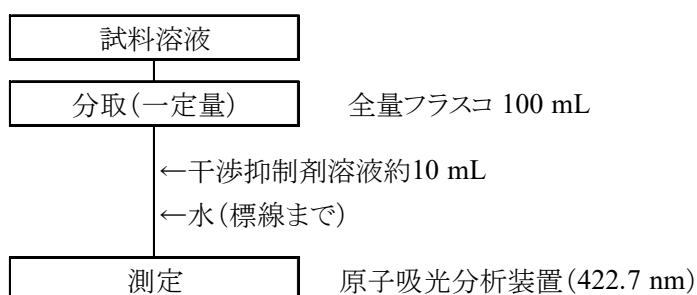 試料溶液
分取(一定量) 全量フラスコ 100 mL
←干渉抑制剤溶液約10 mL
←水(標線まで)
測定 原子吸光分析装置(422.7 nm)